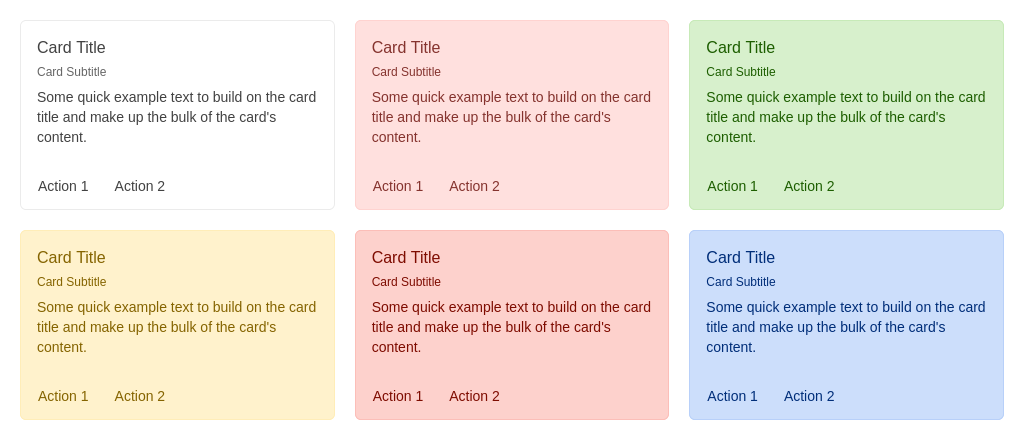 Card Title
Card Subtitle
Some quick example text to build on the card
title and make up the bulk of the card's
content.
Action 1 Action 2
Card Title
Card Subtitle
Some quick example text to build on the card
title and make up the bulk of the card's
content.
Action 1 Action 2
Card Title
Card Subtitle
Some quick example text to build on the card
title and make up the bulk of the card's
content.
Action 1 Action 2
Card Title
Card Subtitle
Some quick example text to build on the card
title and make up the bulk of the card's
content.
Action 1 Action 2
Card Title
Card Subtitle
Some quick example text to build on the card
title and make up the bulk of the card's
content.
Action 1 Action 2
Card Title
Card Subtitle
Some quick example text to build on the card
title and make up the bulk of the card's
content.
Action 1 Action 2